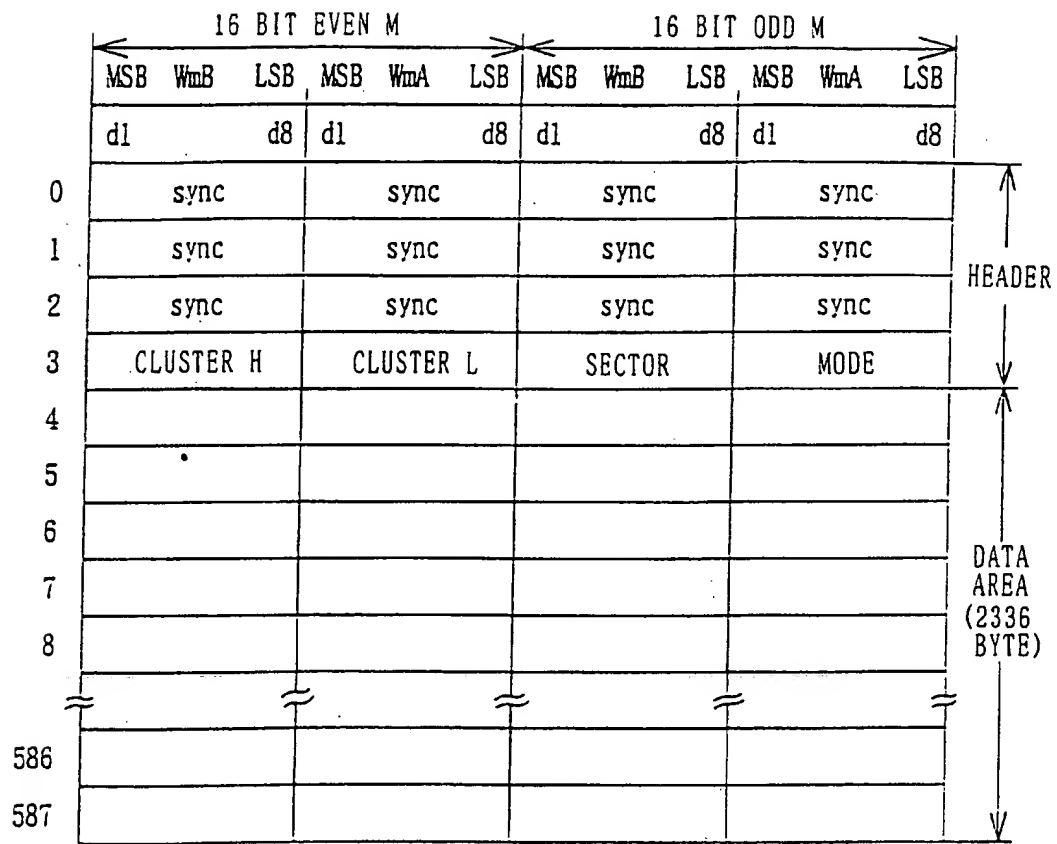 16 BIT EVEN M 16 BIT ODD M
MSB WmB LSB MSB WmA LSB MSB WmB LSB MSB WmA LSB
d1 d8 d1 d8 d1 d8 d1 d8
0 sync sync sync sync
1 sync sync sync sync
2 sync sync sync sync
HEADER
3 CLUSTER H CLUSTER L SECTOR MODE
4
5
6
7
8
DATA
AREA
(2336
BYTE)
586
587